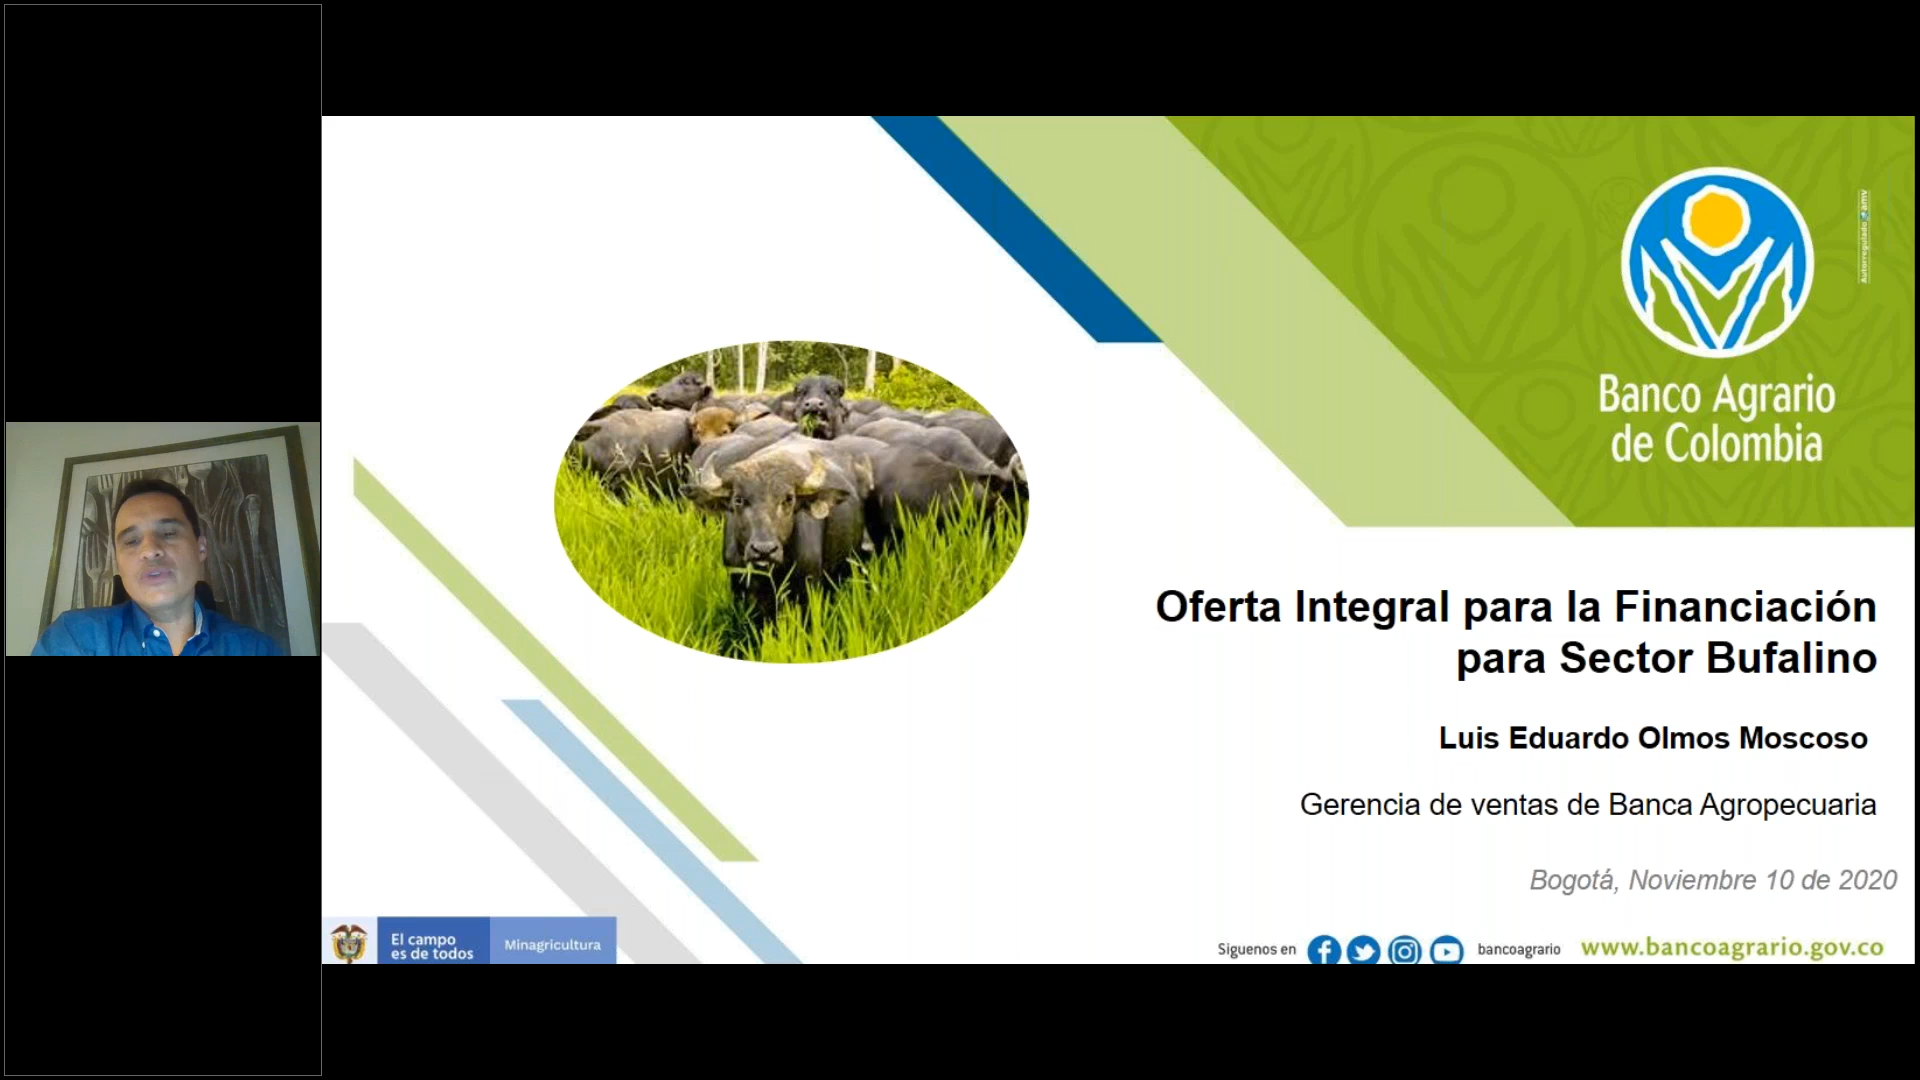 Autorregulado amv
Banco Agrario
de Colombia
Oferta Integral para la Financiación
para Sector Bufalino
Luis Eduardo Olmos Moscoso
Gerencia de ventas de Banca Agropecuaria
Bogotá, Noviembre 10 de 2020
El campo
es de todos
Minagricultura
Síguenos en
bancoagrario
www.bancoagrario.gov.co